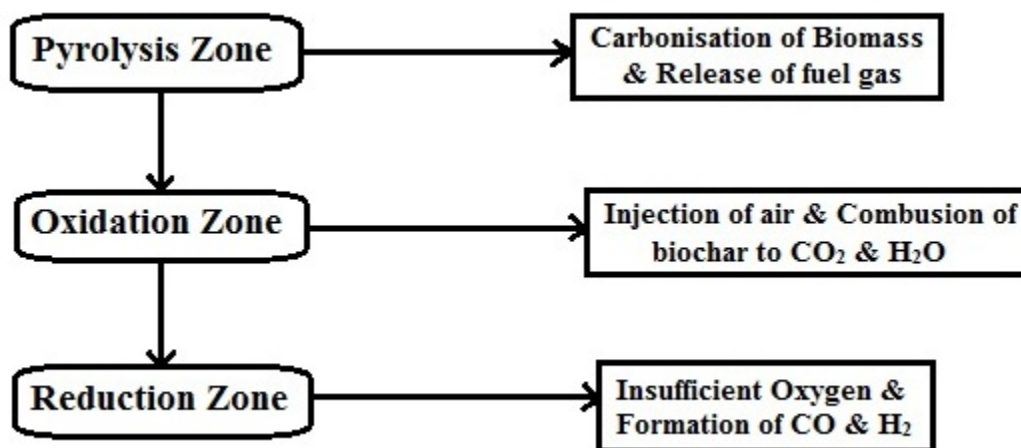 Pyrolysis Zone
Carbonisation of Biomass
& Release of fuel gas
Oxidation Zone
Injection of air & Combusion of
biochar to CO₂ & H₂O
Reduction Zone
Insufficient Oxygen &
Formation of CO & H₂